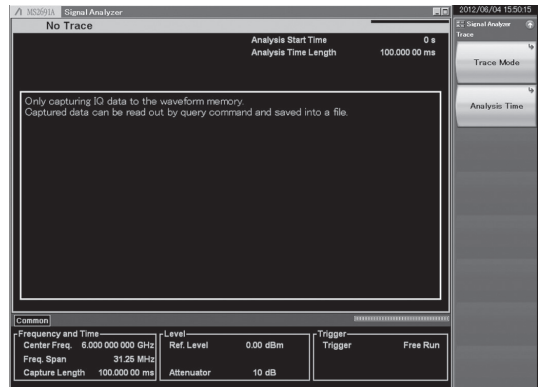 MS2691A Signal Analyzer
2012/06/04 15:50:15
No Trace
Signal Analyzer
Trace
Analysis Start Time 0 s
Analysis Time Length 100.000 00 ms
Trace Mode
Analysis Time
Only capturing IQ data to the waveform memory.
Captured data can be read out by query command and saved into a file.
Common
Frequency and Time
Center Freq. 6.000 000 000 GHz
Freq. Span 31.25 MHz
Capture Length 100.000 00 ms
Level
Ref. Level 0.00 dBm
Attenuator 10 dB
Trigger
Trigger Free Run